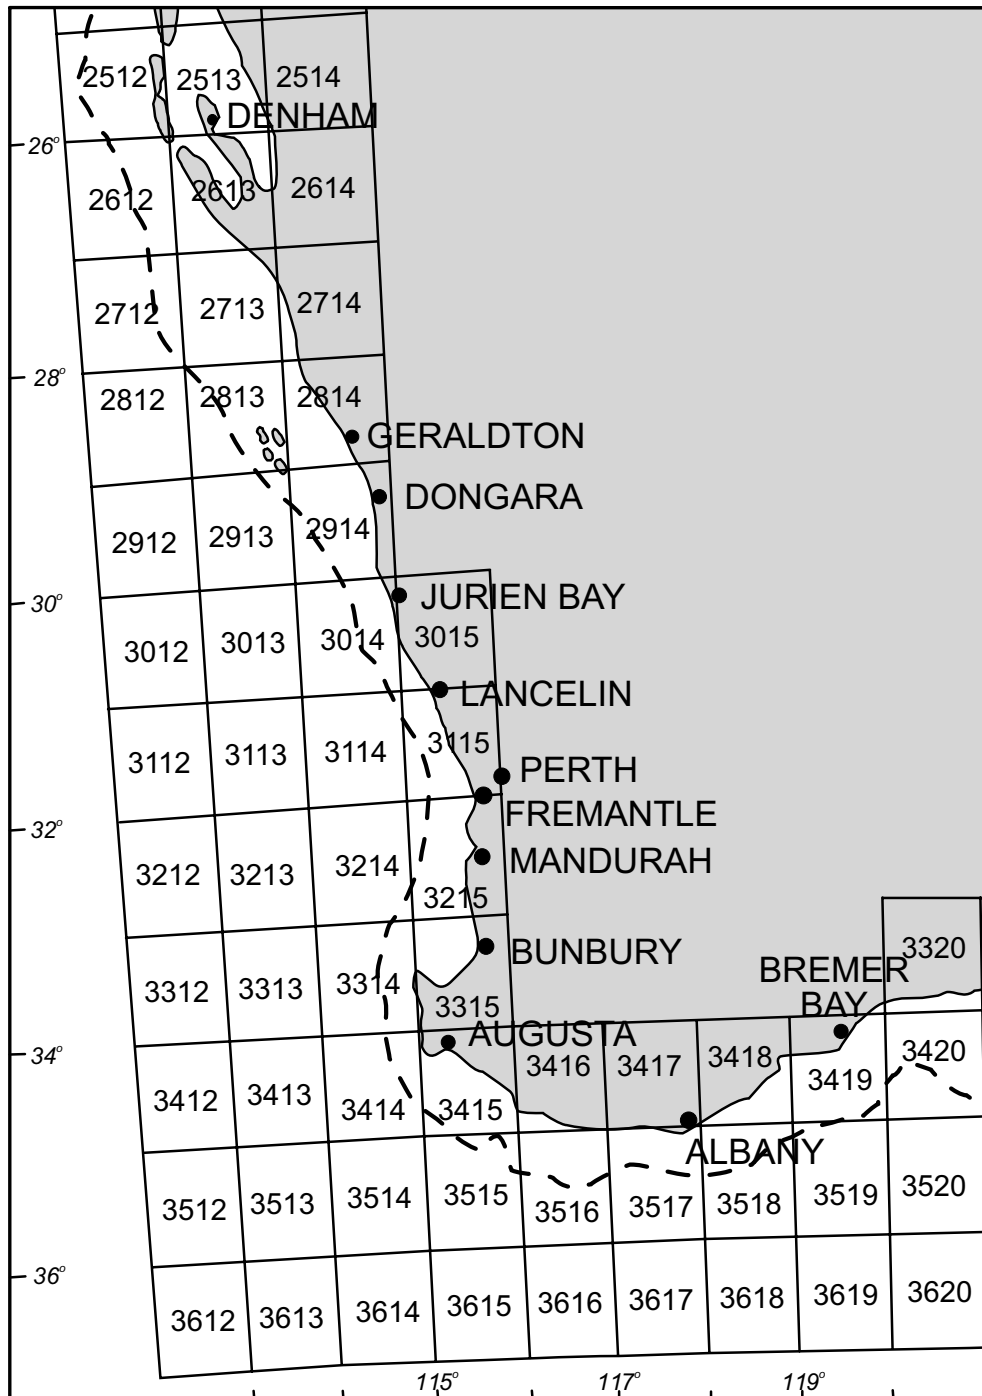 2512 2513 2514
DENHAM
26°
2612 2613 2614
2712 2713 2714
28°
2812 2813 2814
GERALDTON
DONGARA
2912 2913 2914
30°
JURIEN BAY
3012 3013 3014 3015
LANCELIN
3112 3113 3114 3115
PERTH
FREMANTLE
32°
MANDURAH
3212 3213 3214 3215
BUNBURY
3320
BREMER
BAY
3312 3313 3314 3315
AUGUSTA
34°
3412 3413 3414 3415 3416 3417 3418 3419 3420
ALBANY
3512 3513 3514 3515 3516 3517 3518 3519 3520
36°
3612 3613 3614 3615 3616 3617 3618 3619 3620
115° 117° 119°